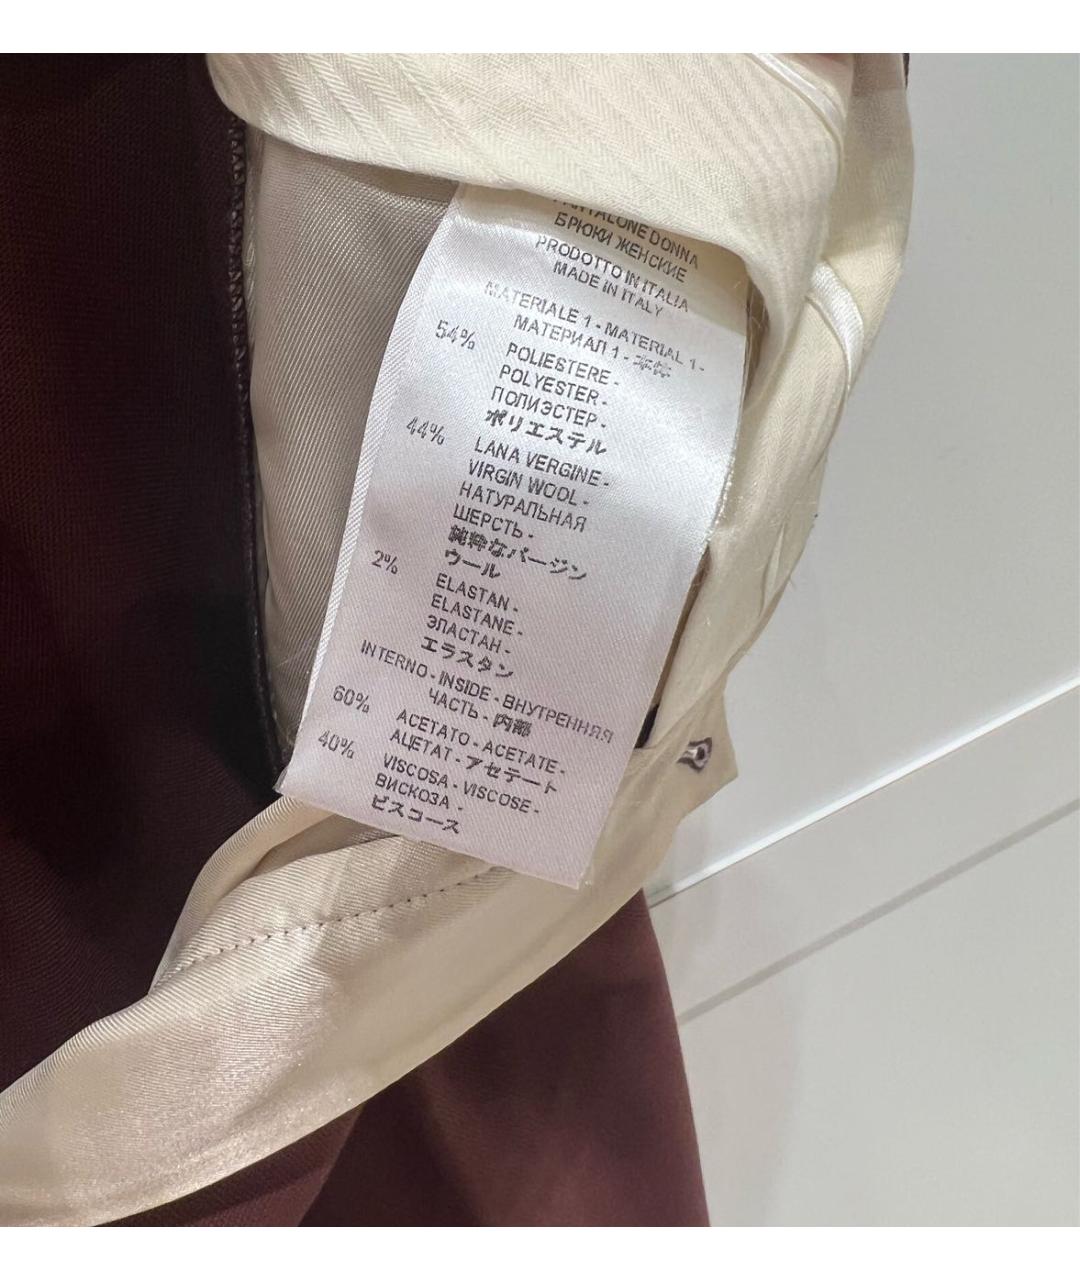 PANTALONE DONNA
БРЮКИ ЖЕНСКИЕ
PRODOTTO IN ITALIA
MADE IN ITALY
MATERIALE 1 - MATERIAL 1 -
МАТЕРИАЛ 1 - 本体
54% POLIESTERE -
POLYESTER -
ПОЛИЭСТЕР -
ポリエステル
44% LANA VERGINE -
VIRGIN WOOL -
НАТУРАЛЬНАЯ
ШЕРСТЬ -
純粋なバージン
ウール
2% ELASTAN -
ELASTANE -
ЭЛАСТАН -
エラスタン
INTERNO - INSIDE - ВНУТРЕННЯЯ
ЧАСТЬ - 内部
60% ACETATO - ACETATE -
АЦЕТАТ - アセテート
40% VISCOSA - VISCOSE -
ВИСКОЗА -
ビスコース